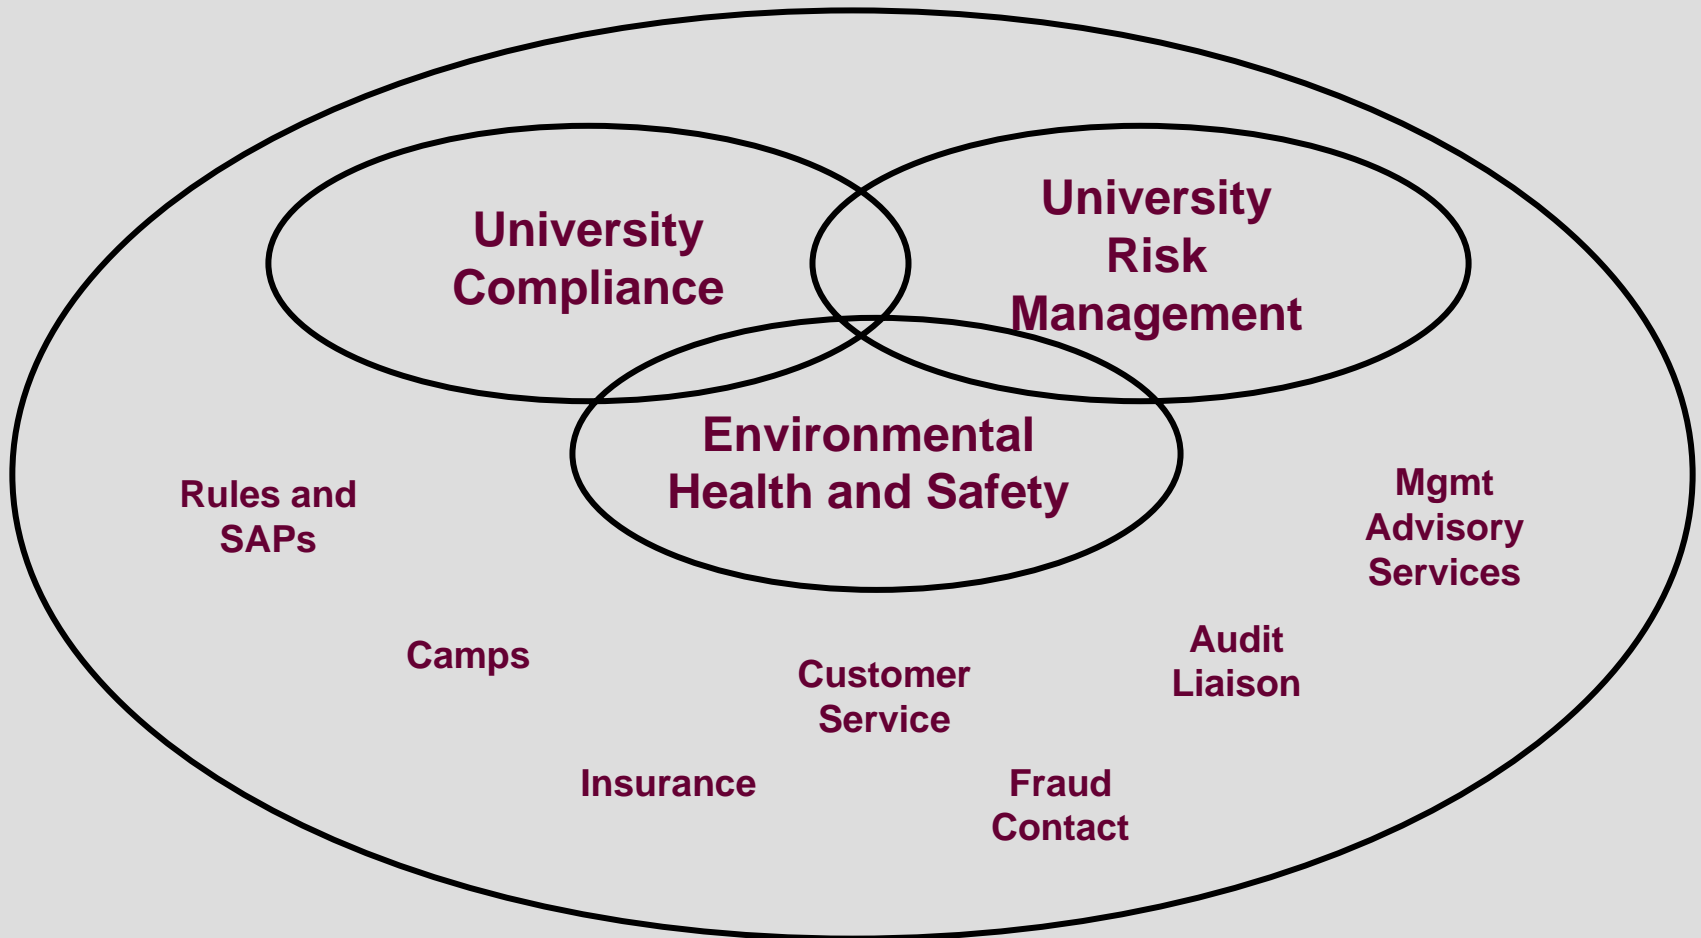 University
Compliance
University
Risk
Management
Environmental
Health and Safety
Rules and
SAPs
Mgmt
Advisory
Services
Camps
Customer
Service
Audit
Liaison
Insurance
Fraud
Contact